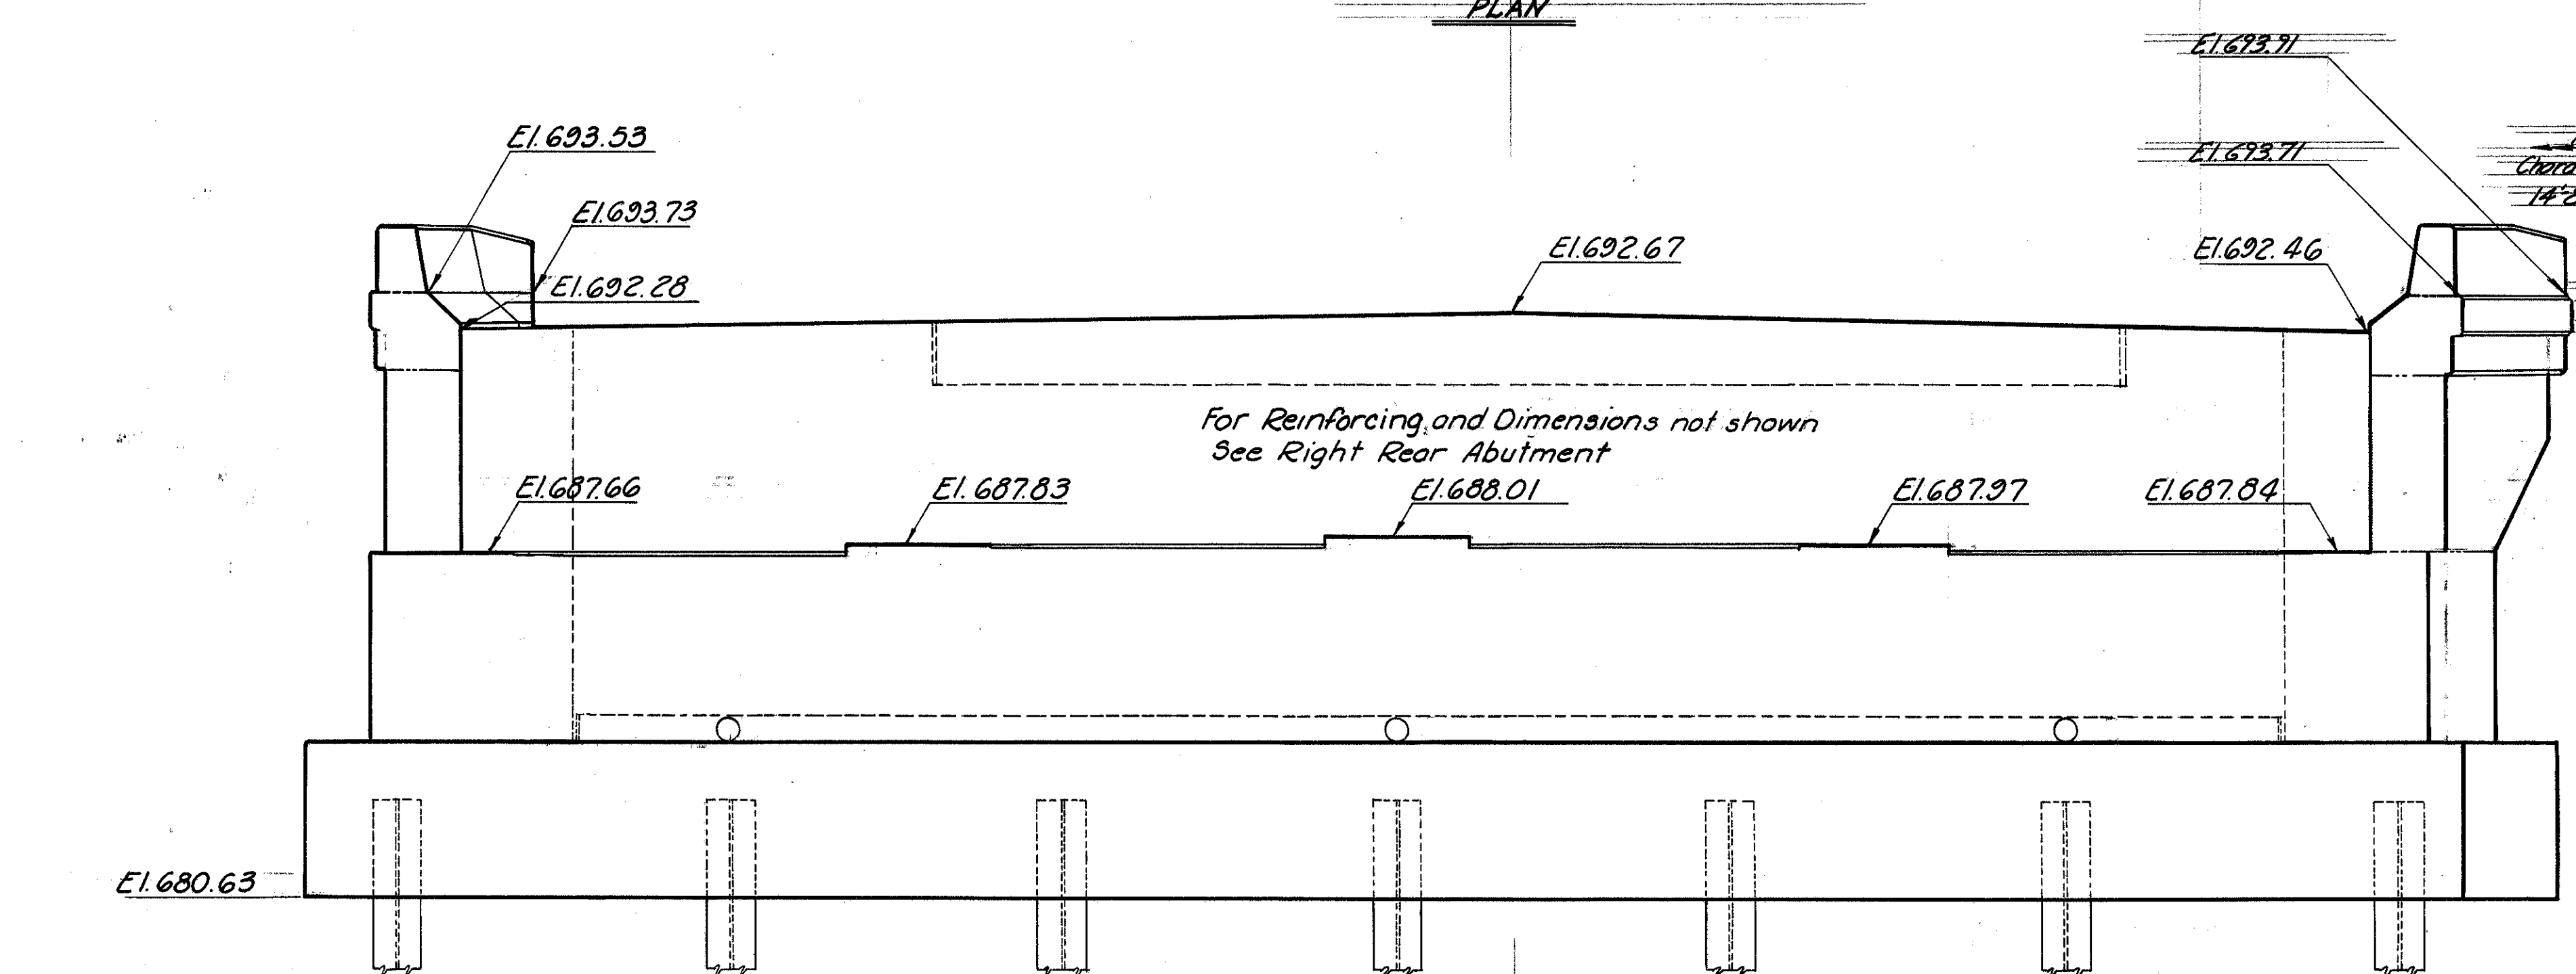 PLAN
El.693.91
El.693.53
El.693.71
Chord
El.693.73
El.692.67
El.692.46
El.692.28
For Reinforcing and Dimensions not shown
See Right Rear Abutment
El.687.66
El.687.83
El.688.01
El.687.97
El.687.84
El.680.63